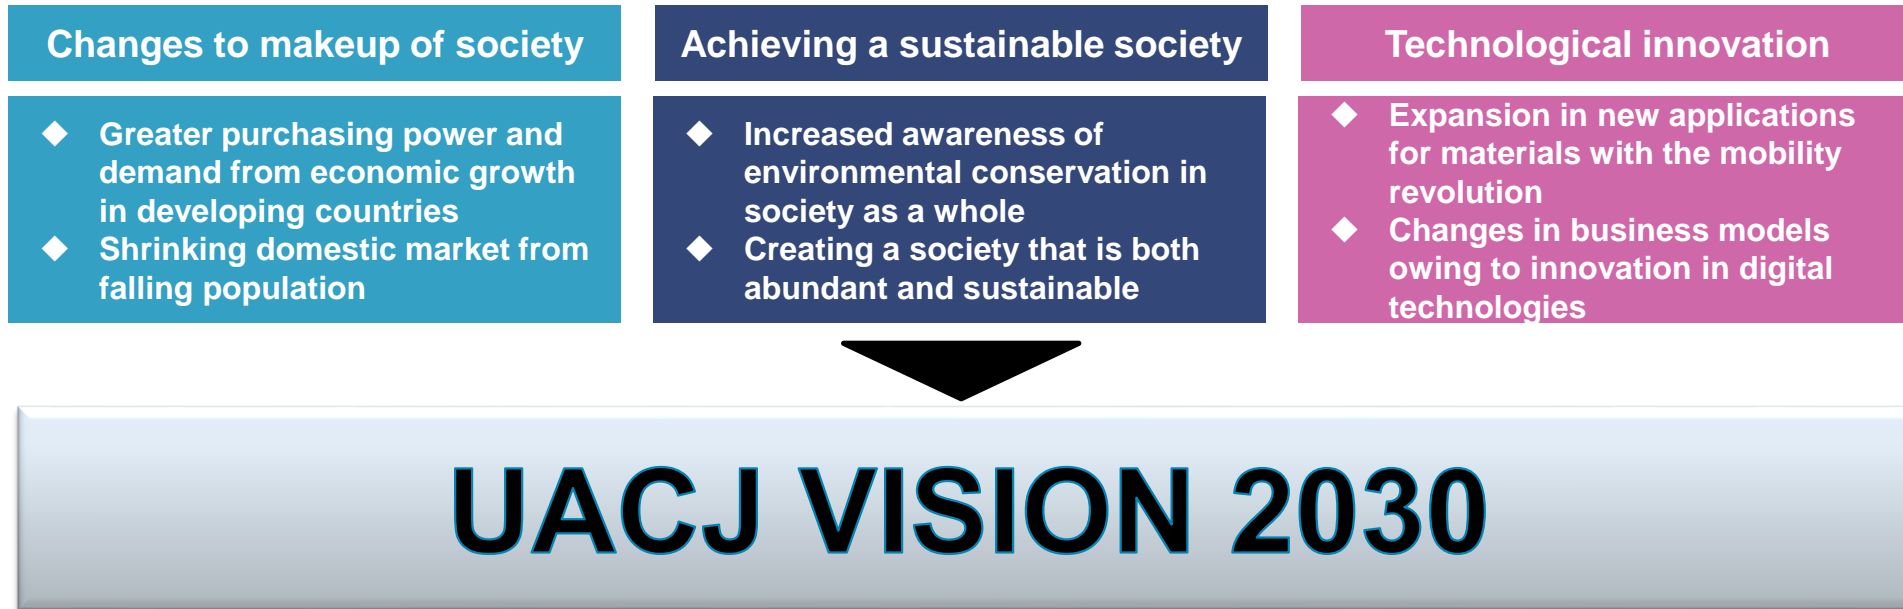 Changes to makeup of society
◆ Greater purchasing power and
demand from economic growth
in developing countries
◆ Shrinking domestic market from
falling population
Achieving a sustainable society
◆ Increased awareness of
environmental conservation in
society as a whole
◆ Creating a society that is both
abundant and sustainable
Technological innovation
◆ Expansion in new applications
for materials with the mobility
revolution
◆ Changes in business models
owing to innovation in digital
technologies
UACJ VISION 2030